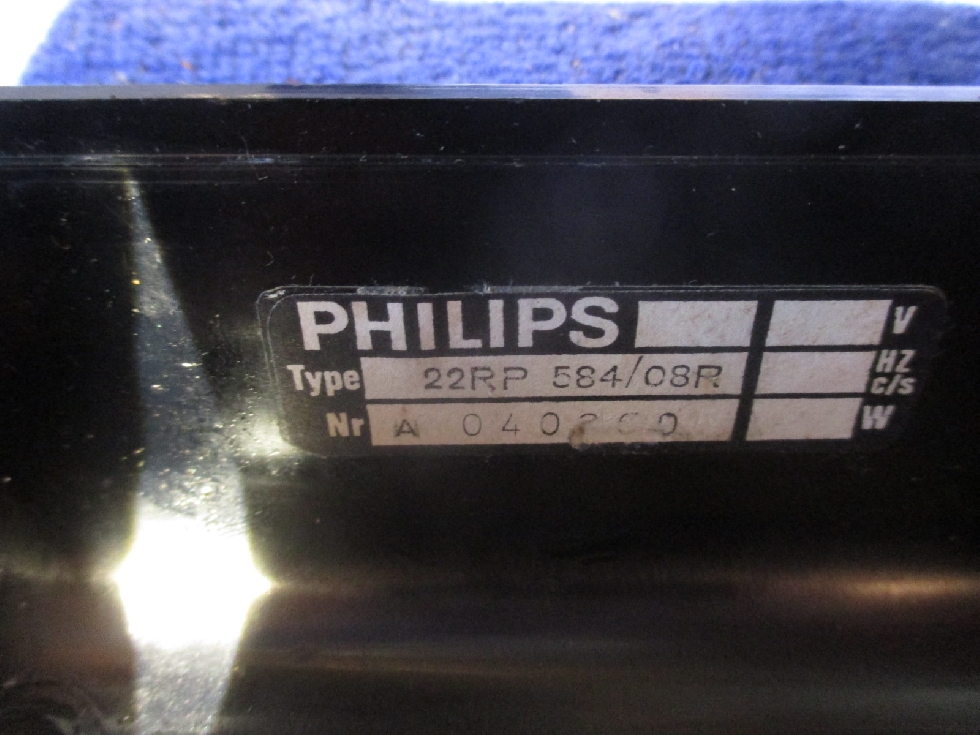 PHILIPS V
Type 22RP 584/08R HZ c/s
Nr A W